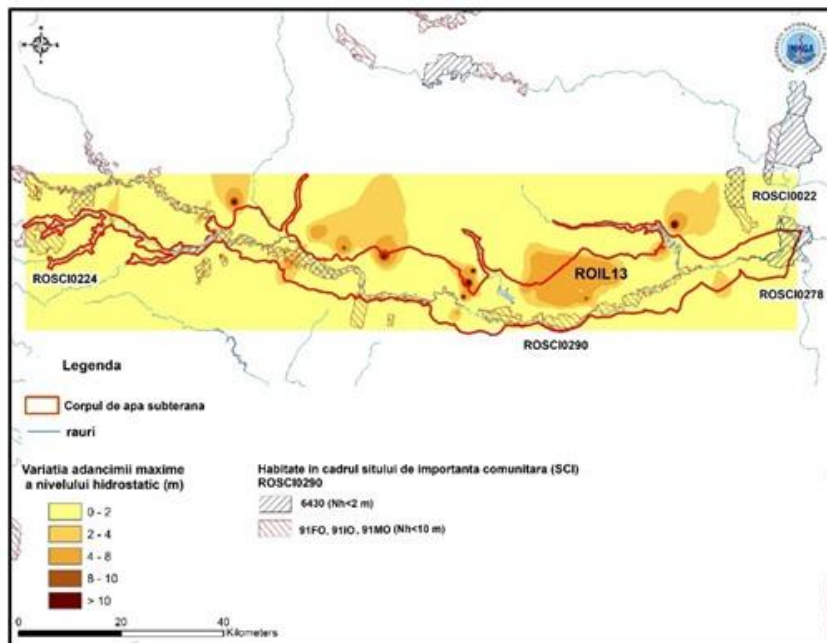 INHGA
ROSCI0022
ROSCI0224
ROIL13
ROSCI0278
ROSCI0290
Legenda
Corpul de apa subterana
rauri
Variatia adancimii maxime
a nivelului hidrostatic (m)
0 - 2
2 - 4
4 - 8
8 - 10
> 10
Habitate in cadrul sitului de importanta comunitara (SCI)
ROSCI0290
6430 (Nh<2 m)
91FO, 91IO, 91MO (Nh<10 m)
0 20 40
Kilometers